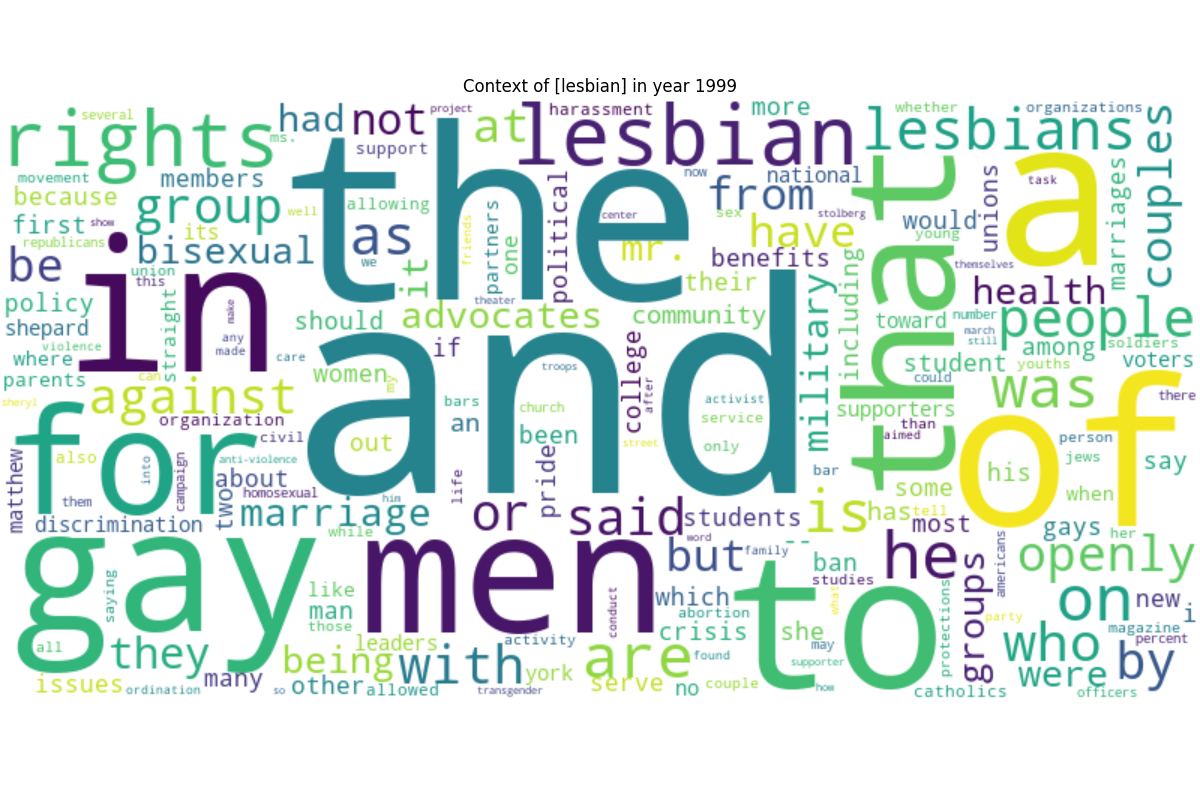 Context of [lesbian] in year 1999
several
rights
ms.
had
not
project
support
at
lesbian
harassment
more
lesbians
whether
organizations
couples
movement
members
because
group
well
allowing
the
now
from
national
that
a
task
marriages
unions
first
show
its
republicans
bisexual
as
we
it
friends
partners
one
political
center
mr.
sex
have
stolberg
would
young
be
in
union
this
benefits
themselves
policy
straight
make
should
advocates
theater
their
community
military
including
health
toward
number
people
shepard
violence
where
any
made
care
if
college
after
march
still
among
soldiers
voters
parents
can
women
my
and
troops
student
youths
could
sheryl
against
organization
bars
church
activist
supporters
was
of
there
for
civil
out
an
been
service
street
only
than
aimed
person
also
into
campaign
anti-violence
his
jews
say
matthew
them
two
about
homosexual
him
life
pride
bar
some
when
discrimination
marriage
or
said
students
is
has
tell
most
gays
her
while
word
--
gay
men
but
family
ban
studies
he
groups
americans
openly
saying
like
man
those
conduct
which
abortion
to
what
protections
party
on
new
i
magazine
percent
all
they
leaders
activity
crisis
she
may
who
being
with
york
are
found
supporter
were
by
issues
ordination
many
so
other
allowed
transgender
serve
no
couple
how
catholics
officers